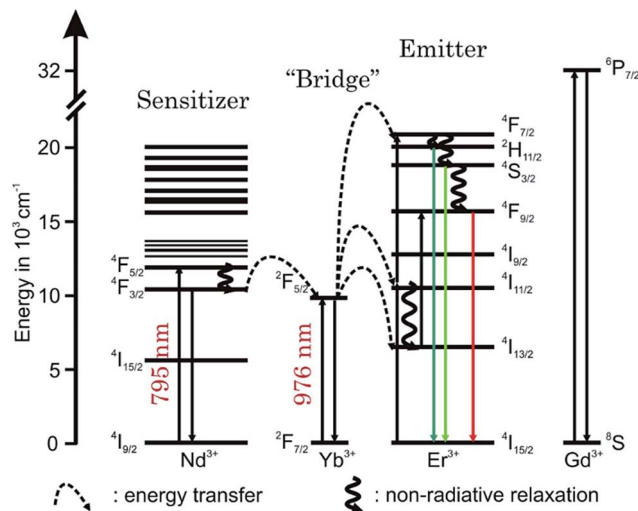 Emitter
"Bridge"
Sensitizer
Energy in 10³ cm⁻¹
32
20
15
10
5
0
⁴F₅/₂
⁴F₃/₂
⁴I₁₅/₂
⁴I₉/₂
795 nm
Nd³⁺
²F₅/₂
976 nm
²F₇/₂
Yb³⁺
⁴F₇/₂
²H₁₁/₂
⁴S₃/₂
⁴F₉/₂
⁴I₉/₂
⁴I₁₁/₂
⁴I₁₃/₂
⁴I₁₅/₂
Er³⁺
⁶P₇/₂
⁸S
Gd³⁺
: energy transfer
: non-radiative relaxation